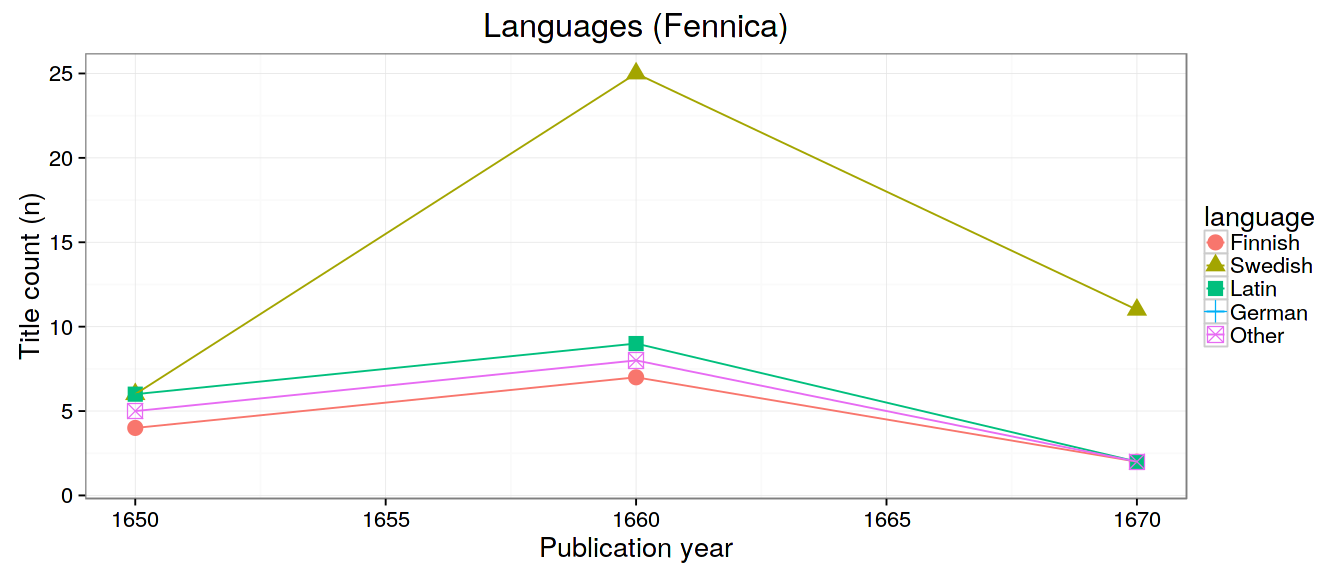 Languages (Fennica)
25
20
15
10
5
0
Title count (n)
1650 1655 1660 1665 1670
Publication year
language
Finnish
Swedish
Latin
German
Other